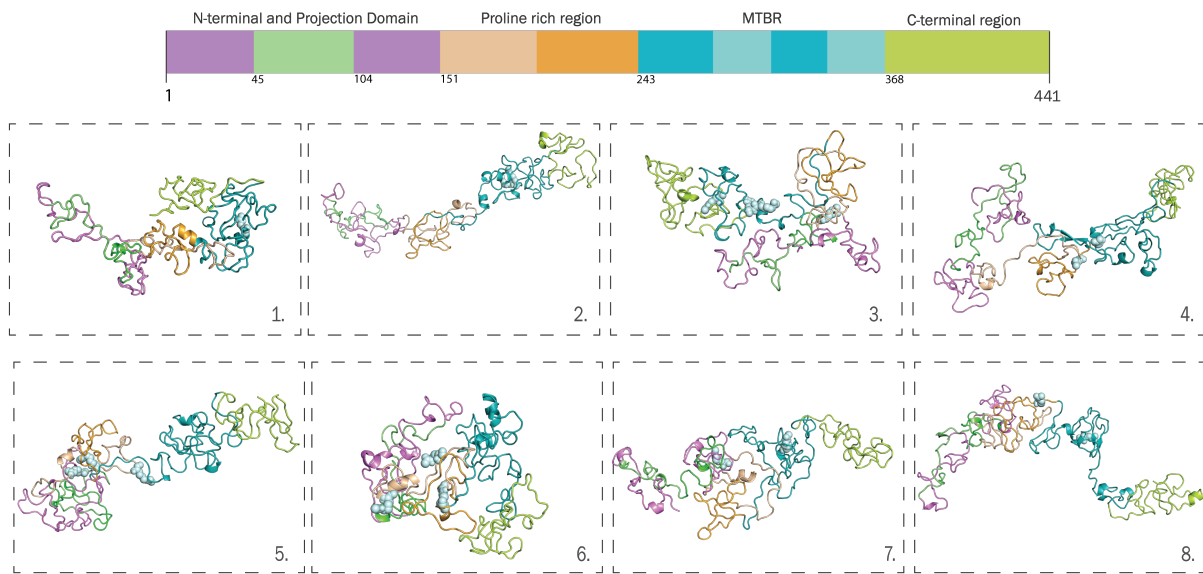 N-terminal and Projection Domain Proline rich region MTBR C-terminal region
45 104 151 243 368
1 441
1. 2. 3. 4.
5. 6. 7. 8.